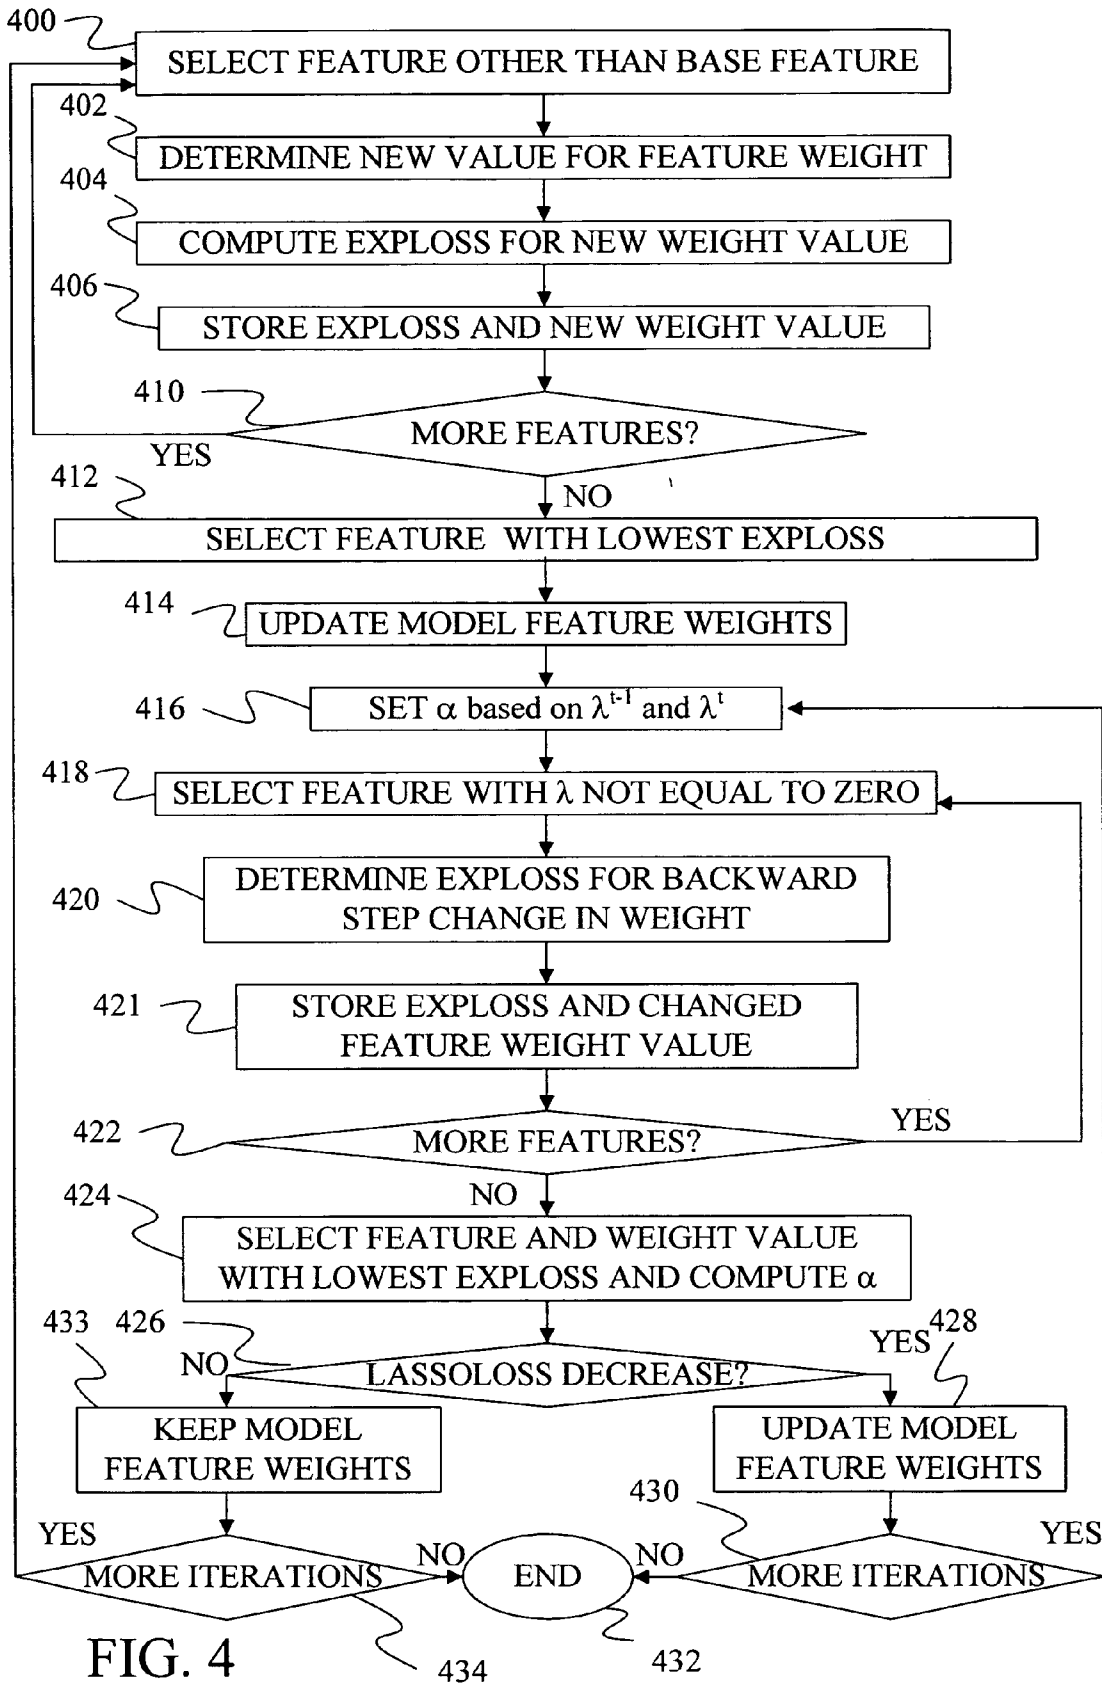 400
SELECT FEATURE OTHER THAN BASE FEATURE
402
DETERMINE NEW VALUE FOR FEATURE WEIGHT
404
COMPUTE EXPLOSS FOR NEW WEIGHT VALUE
406
STORE EXPLOSS AND NEW WEIGHT VALUE
410
MORE FEATURES?
YES
NO
412
SELECT FEATURE WITH LOWEST EXPLOSS
414
UPDATE MODEL FEATURE WEIGHTS
416
SET α based on λ^{t-1} and λ^t
418
SELECT FEATURE WITH λ NOT EQUAL TO ZERO
420
DETERMINE EXPLOSS FOR BACKWARD
STEP CHANGE IN WEIGHT
421
STORE EXPLOSS AND CHANGED
FEATURE WEIGHT VALUE
422
MORE FEATURES?
YES
NO
424
SELECT FEATURE AND WEIGHT VALUE
WITH LOWEST EXPLOSS AND COMPUTE α
433
426
NO
LASSOLOSS DECREASE?
YES
428
KEEP MODEL
FEATURE WEIGHTS
UPDATE MODEL
FEATURE WEIGHTS
430
YES
MORE ITERATIONS
NO
END
NO
MORE ITERATIONS
YES
FIG. 4
434
432